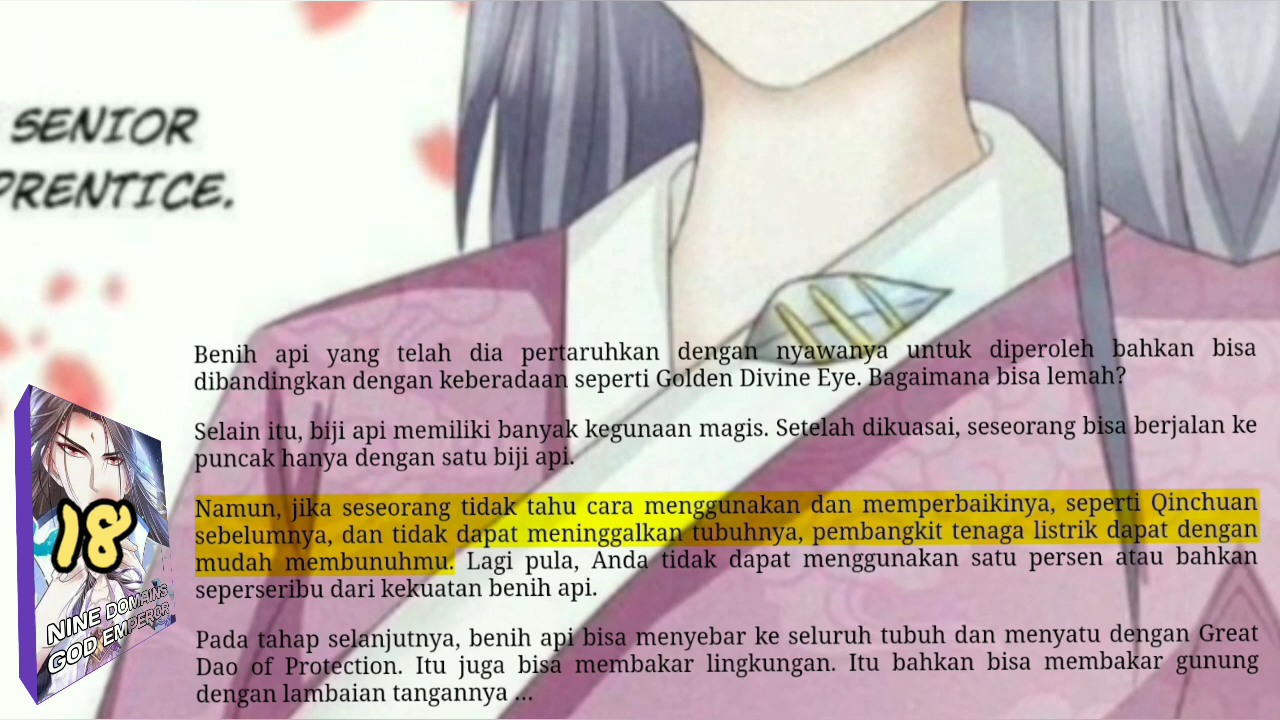 SENIOR
PRENTICE.
Benih api yang telah dia pertaruhkan dengan nyawanya untuk diperoleh bahkan bisa
dibandingkan dengan keberadaan seperti Golden Divine Eye. Bagaimana bisa lemah?
Selain itu, biji api memiliki banyak kegunaan magis. Setelah dikuasai, seseorang bisa berjalan ke
puncak hanya dengan satu biji api.
Namun, jika seseorang tidak tahu cara menggunakan dan memperbaikinya, seperti Qinchuan
sebelumnya, dan tidak dapat meninggalkan tubuhnya, pembangkit tenaga listrik dapat dengan
mudah membunuhmu. Lagi pula, Anda tidak dapat menggunakan satu persen atau bahkan
seperseribu dari kekuatan benih api.
Pada tahap selanjutnya, benih api bisa menyebar ke seluruh tubuh dan menyatu dengan Great
Dao of Protection. Itu juga bisa membakar lingkungan. Itu bahkan bisa membakar gunung
dengan lambaian tangannya ...
18
NINE DOMAINS
GOD EMPEROR